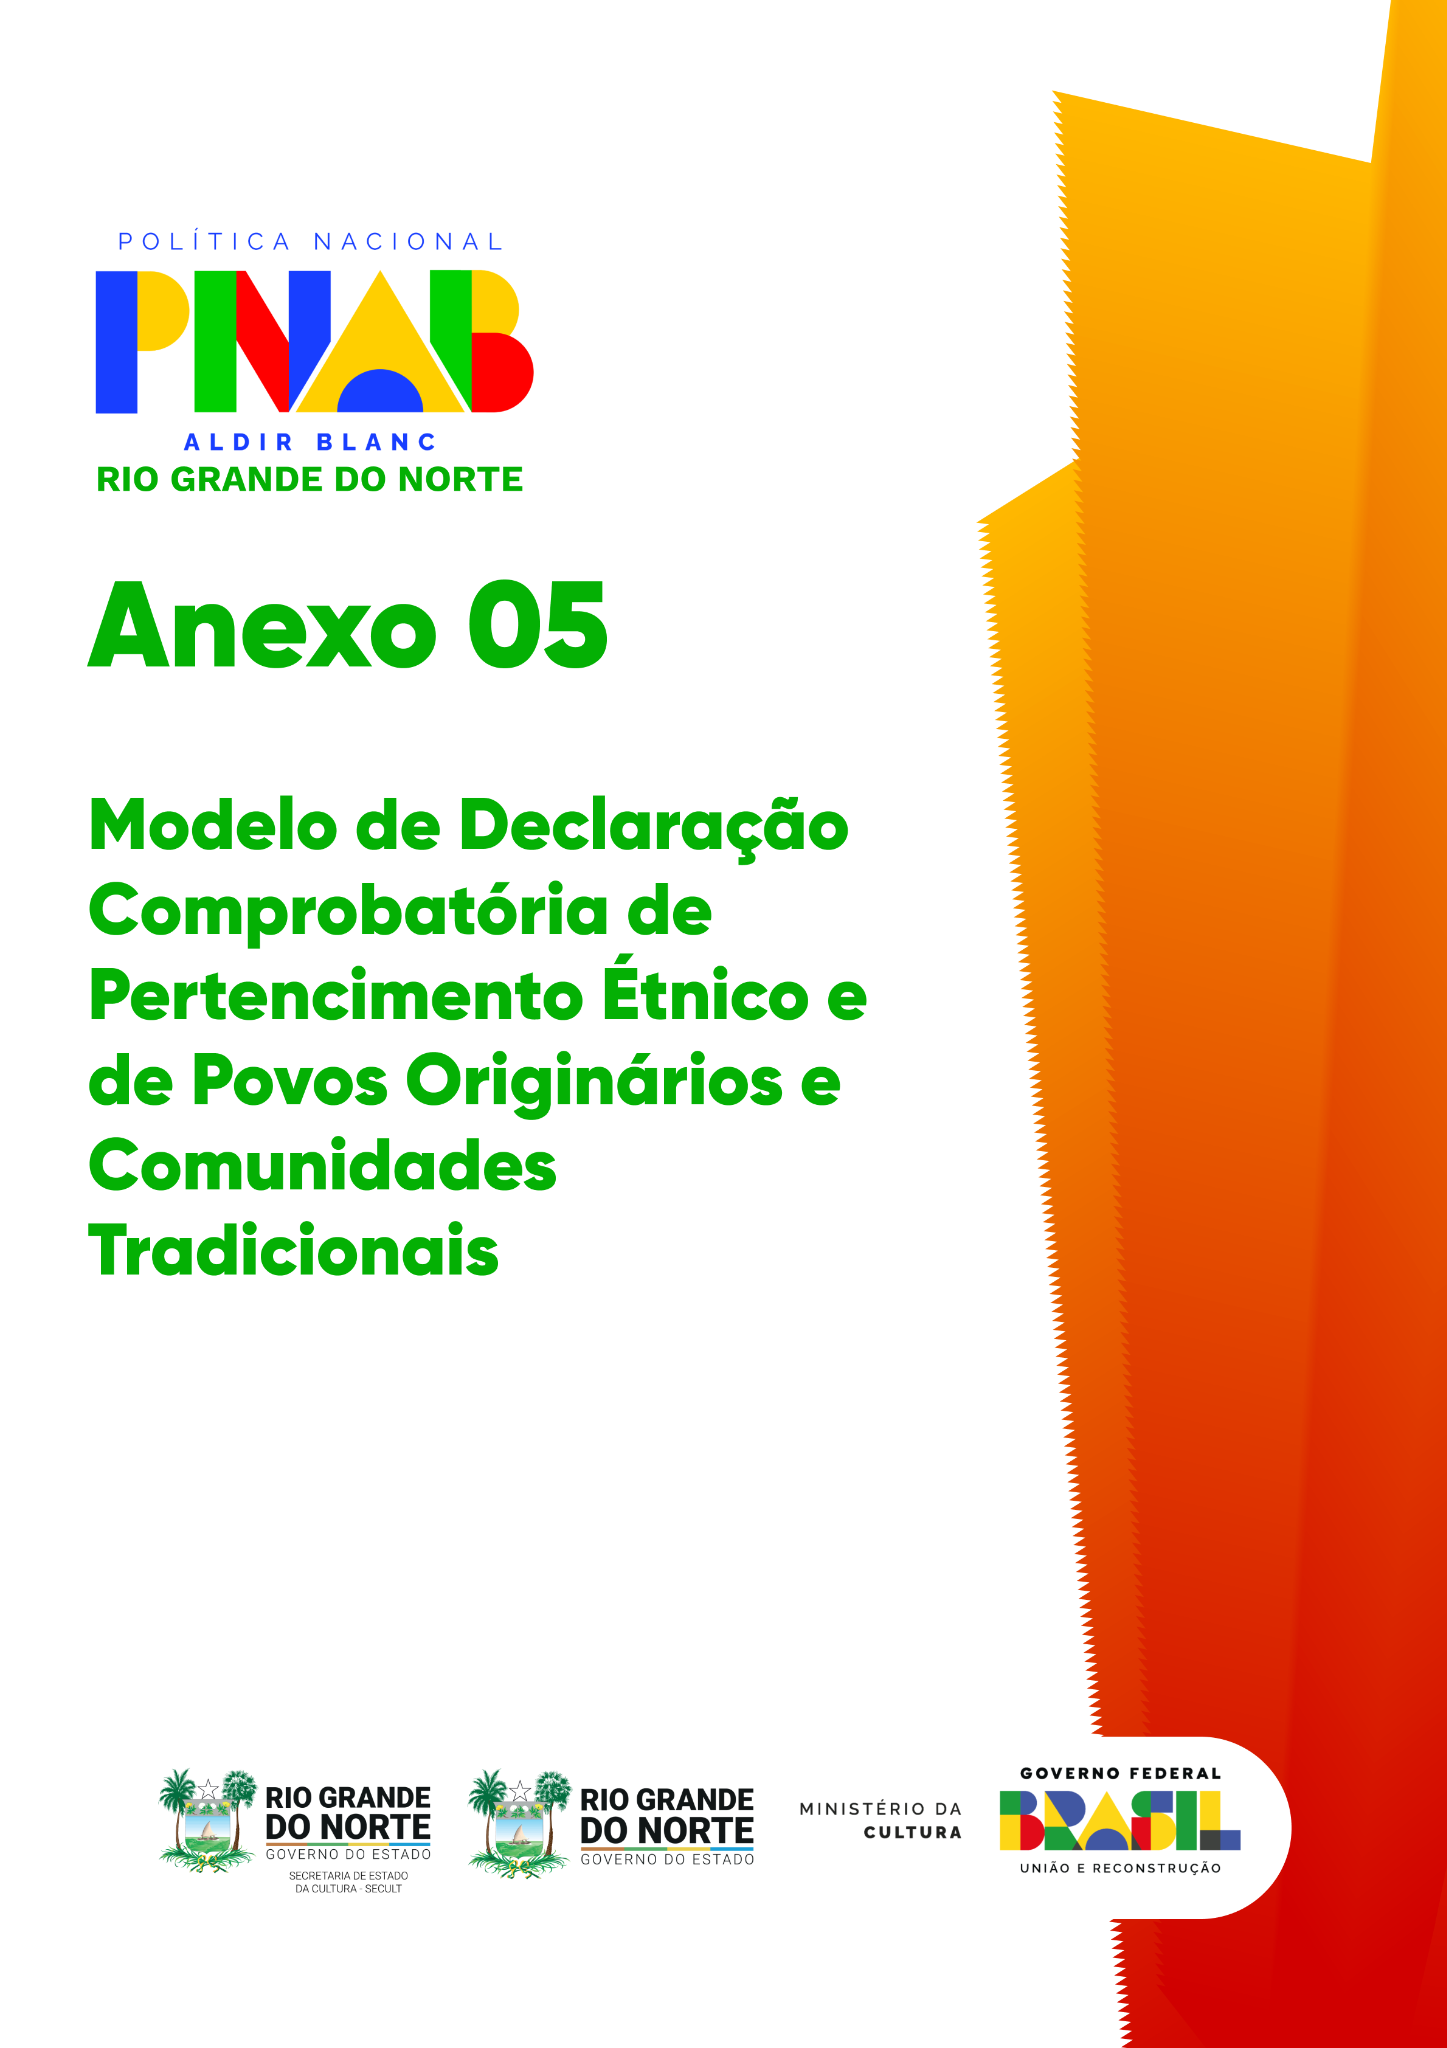 POLÍTICA NACIONAL
PNAB
ALDIR BLANC
RIO GRANDE DO NORTE
Anexo 05
Modelo de Declaração
Comprobatória de
Pertencimento Étnico e
de Povos Originários e
Comunidades
Tradicionais
RIO GRANDE
DO NORTE
GOVERNO DO ESTADO
SECRETARIA DE ESTADO
DA CULTURA - SECULT
RIO GRANDE
DO NORTE
GOVERNO DO ESTADO
MINISTÉRIO DA
CULTURA
GOVERNO FEDERAL
BRASIL
UNIÃO E RECONSTRUÇÃO